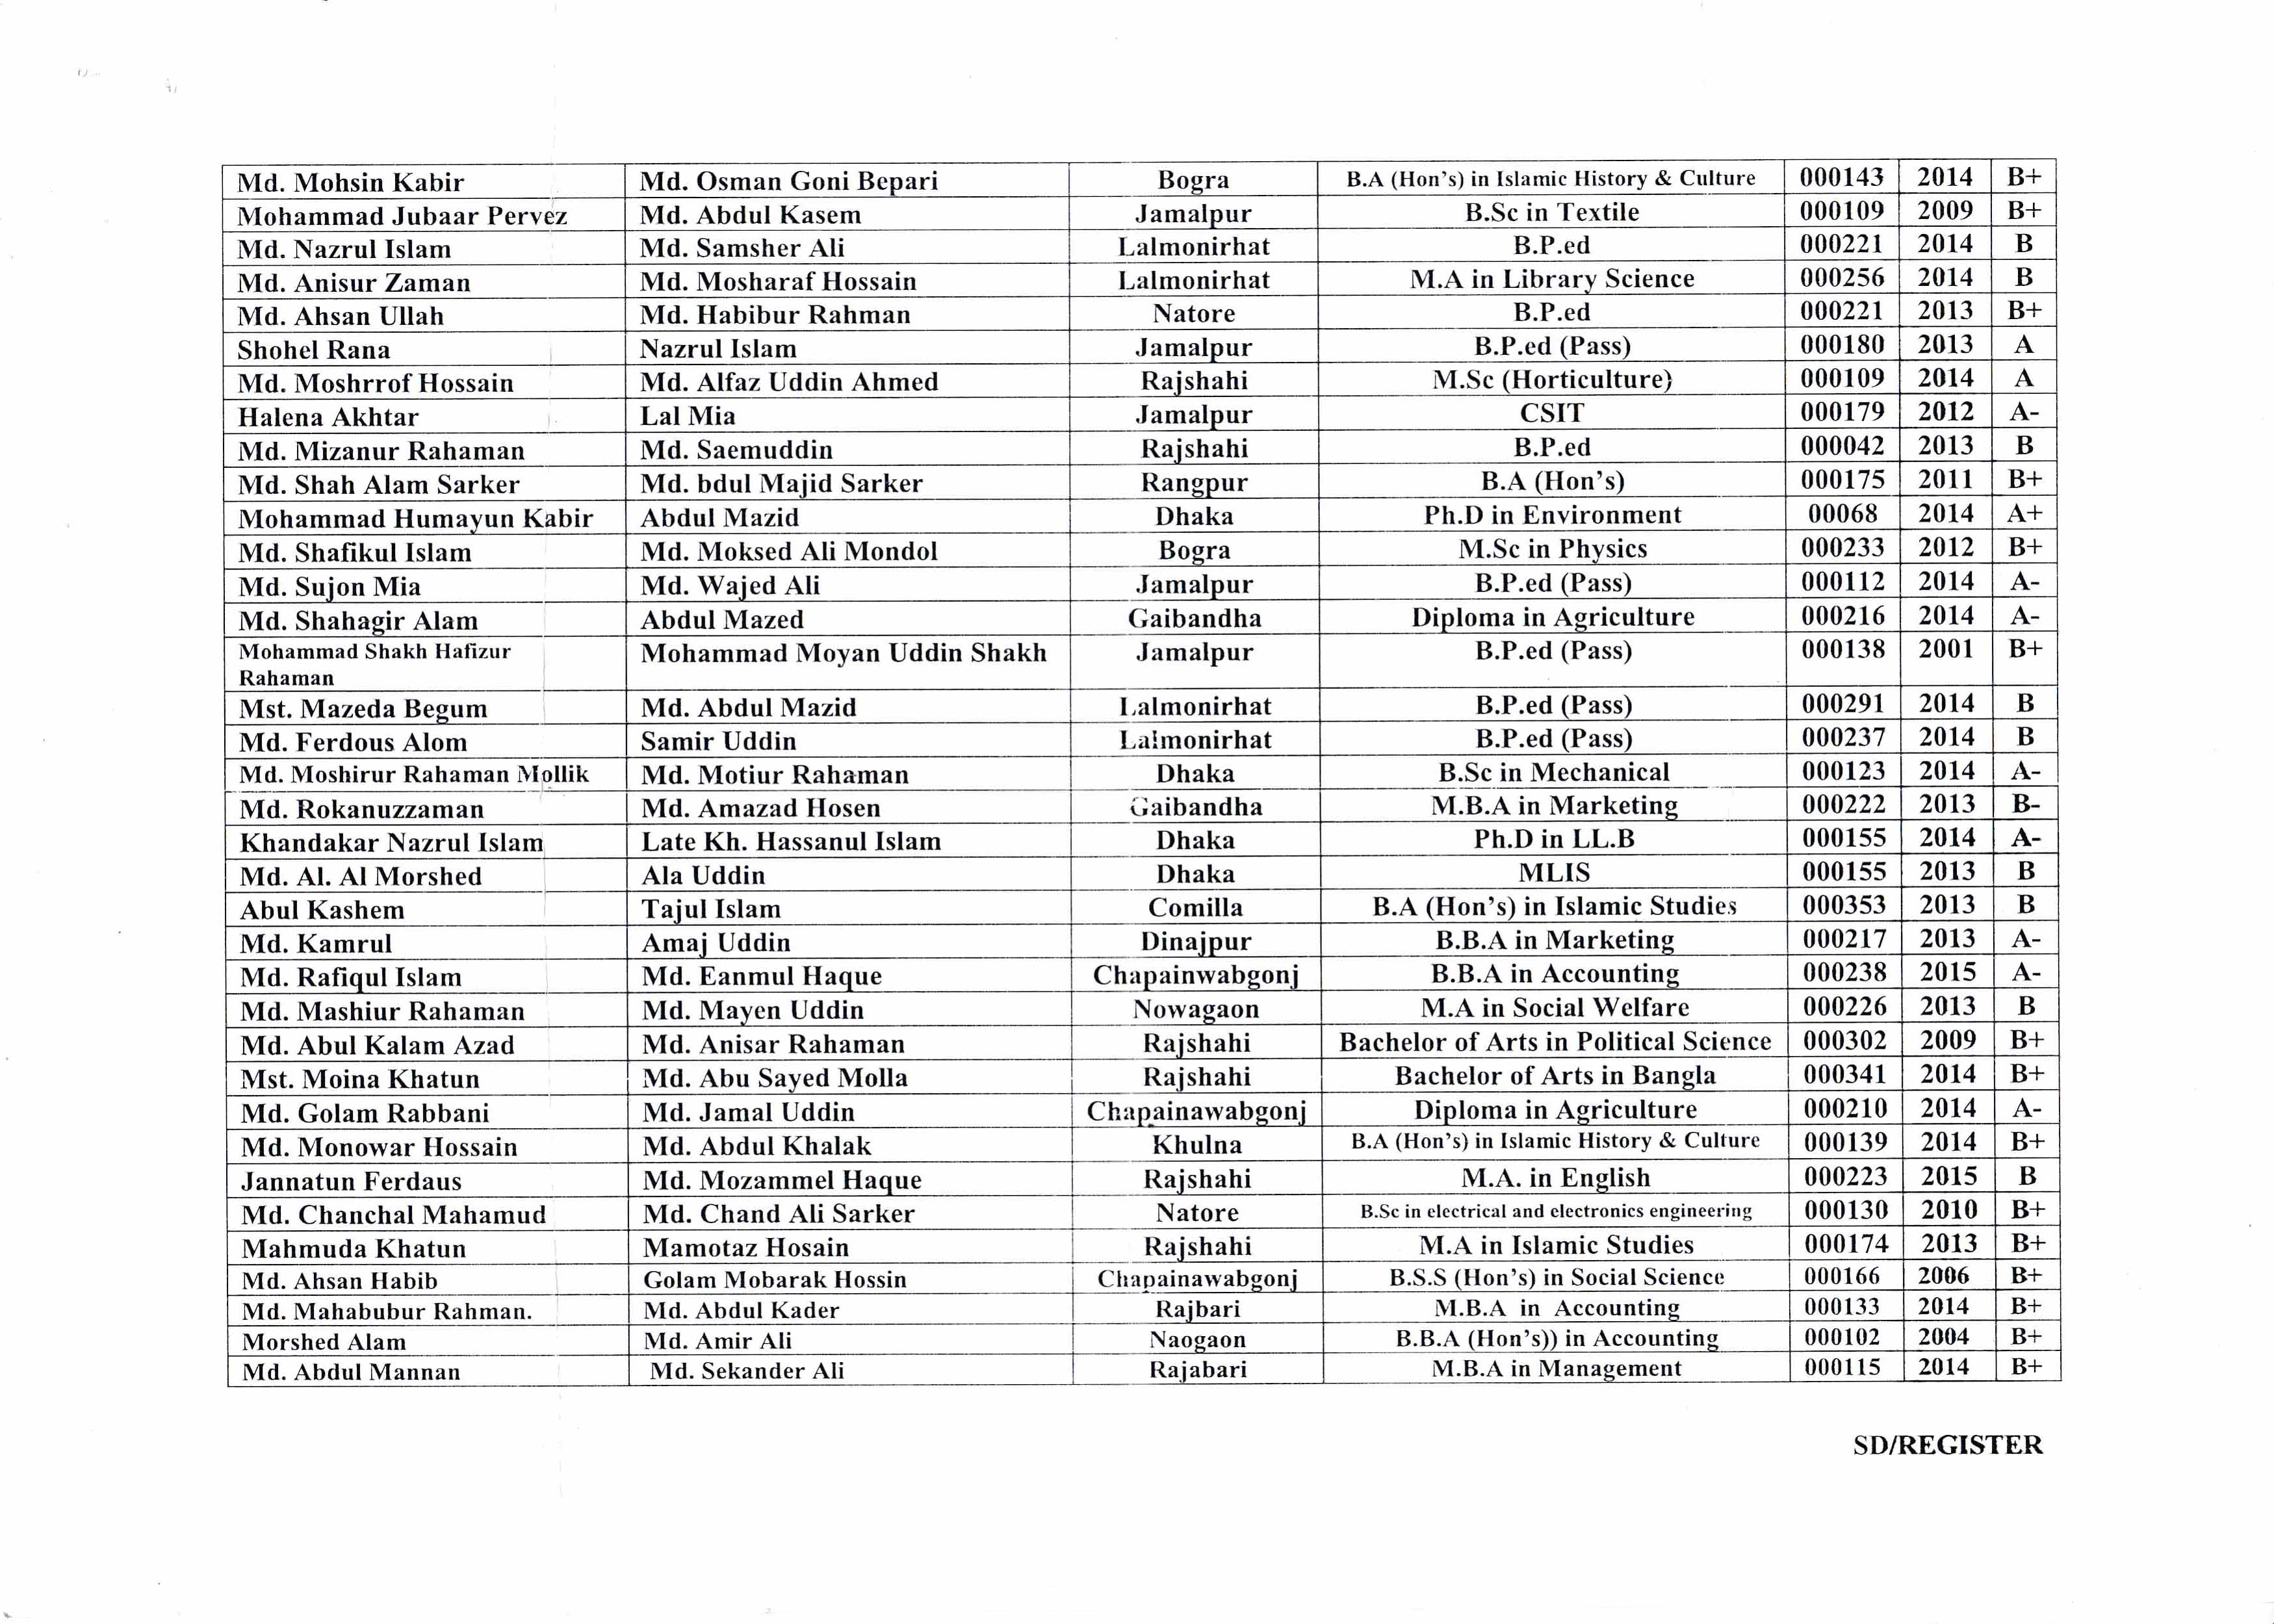 Md. Mohsin Kabir Md. Osman Goni Bepari Bogra B.A (Hon's) in Islamic History & Culture 000143 2014 B+
Mohammad Jubaar Pervez Md. Abdul Kasem Jamalpur B.Sc in Textile 000109 2009 B+
Md. Nazrul Islam Md. Samsher Ali Lalmonirhat B.P.ed 000221 2014 B
Md. Anisur Zaman Md. Mosharaf Hossain Lalmonirhat M.A in Library Science 000256 2014 B
Md. Ahsan Ullah Md. Habibur Rahman Natore B.P.ed 000221 2013 B+
Shohel Rana Nazrul Islam Jamalpur B.P.ed (Pass) 000180 2013 A
Md. Moshrrof Hossain Md. Alfaz Uddin Ahmed Rajshahi M.Sc (Horticulture) 000109 2014 A
Halena Akhtar Lal Mia Jamalpur CSIT 000179 2012 A-
Md. Mizanur Rahaman Md. Saemuddin Rajshahi B.P.ed 000042 2013 B
Md. Shah Alam Sarker Md. bdul Majid Sarker Rangpur B.A (Hon's) 000175 2011 B+
Mohammad Humayun Kabir Abdul Mazid Dhaka Ph.D in Environment 00068 2014 A+
Md. Shafikul Islam Md. Moksed Ali Mondol Bogra M.Sc in Physics 000233 2012 B+
Md. Sujon Mia Md. Wajed Ali Jamalpur B.P.ed (Pass) 000112 2014 A-
Md. Shahagir Alam Abdul Mazed Gaibandha Diploma in Agriculture 000216 2014 A-
Mohammad Shakh Hafizur Mohammad Moyan Uddin Shakh Jamalpur B.P.ed (Pass) 000138 2001 B+
Rahaman
Mst. Mazeda Begum Md. Abdul Mazid Lalmonirhat B.P.ed (Pass) 000291 2014 B
Md. Ferdous Alom Samir Uddin Lalmonirhat B.P.ed (Pass) 000237 2014 B
Md. Moshirur Rahaman Mollik Md. Motiur Rahaman Dhaka B.Sc in Mechanical 000123 2014 A-
Md. Rokanuzzaman Md. Amazad Hosen Gaibandha M.B.A in Marketing 000222 2013 B-
Khandakar Nazrul Islam Late Kh. Hassanul Islam Dhaka Ph.D in LL.B 000155 2014 A-
Md. Al. Al Morshed Ala Uddin Dhaka MLIS 000155 2013 B
Abul Kashem Tajul Islam Comilla B.A (Hon's) in Islamic Studies 000353 2013 B
Md. Kamrul Amaj Uddin Dinajpur B.B.A in Marketing 000217 2013 A-
Md. Rafiqul Islam Md. Eanmul Haque Chapainwabgonj B.B.A in Accounting 000238 2015 A-
Md. Mashiur Rahaman Md. Mayen Uddin Nowagaon M.A in Social Welfare 000226 2013 B
Md. Abul Kalam Azad Md. Anisar Rahaman Rajshahi Bachelor of Arts in Political Science 000302 2009 B+
Mst. Moina Khatun Md. Abu Sayed Molla Rajshahi Bachelor of Arts in Bangla 000341 2014 B+
Md. Golam Rabbani Md. Jamal Uddin Chapainawabgonj Diploma in Agriculture 000210 2014 A-
Md. Monowar Hossain Md. Abdul Khalak Khulna B.A (Hon's) in Islamic History & Culture 000139 2014 B+
Jannatun Ferdaus Md. Mozammel Haque Rajshahi M.A. in English 000223 2015 B
Md. Chanchal Mahamud Md. Chand Ali Sarker Natore B.Sc in electrical and electronics engineering 000130 2010 B+
Mahmuda Khatun Mamotaz Hosain Rajshahi M.A in Islamic Studies 000174 2013 B+
Md. Ahsan Habib Golam Mobarak Hossin Chapainawabgonj B.S.S (Hon's) in Social Science 000166 2006 B+
Md. Mahabubur Rahman. Md. Abdul Kader Rajbari M.B.A in Accounting 000133 2014 B+
Morshed Alam Md. Amir Ali Naogaon B.B.A (Hon's)) in Accounting 000102 2004 B+
Md. Abdul Mannan Md. Sekander Ali Rajabari M.B.A in Management 000115 2014 B+
SD/REGISTER